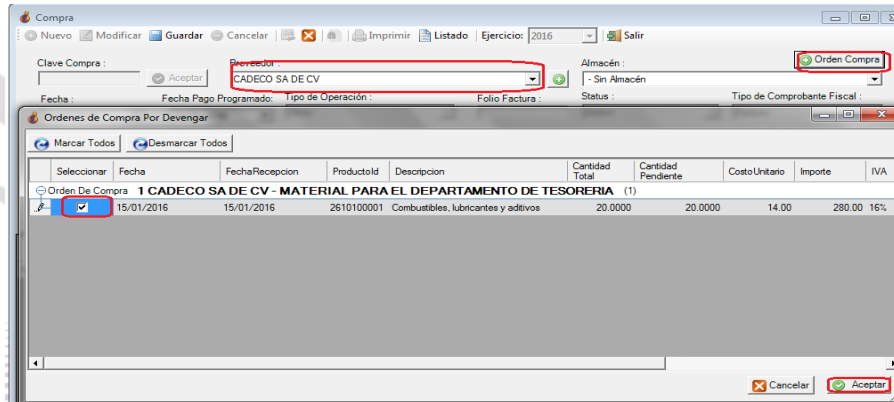 Compra
Nuevo Modificar Guardar Cancelar Imprimir Listado Ejercicio: 2016 Salir
Clave Compra : Proveedor : Almacén : Orden Compra
Aceptar CADECO SA DE CV - Sin Almacén
Fecha : Fecha Pago Programado: Tipo de Operación : Folio Factura : Status : Tipo de Comprobante Fiscal :
Ordenes de Compra Por Devengar
Marcar Todos Desmarcar Todos
Seleccionar Fecha FechaRecepcion ProductoId Descripcion Cantidad Total Cantidad Pendiente CostoUnitario Importe IVA
Orden De Compra 1 CADECO SA DE CV - MATERIAL PARA EL DEPARTAMENTO DE TESORERIA (1)
15/01/2016 15/01/2016 2610100001 Combustibles, lubricantes y aditivos 20.0000 20.0000 14.00 280.00 16%
Cancelar Aceptar